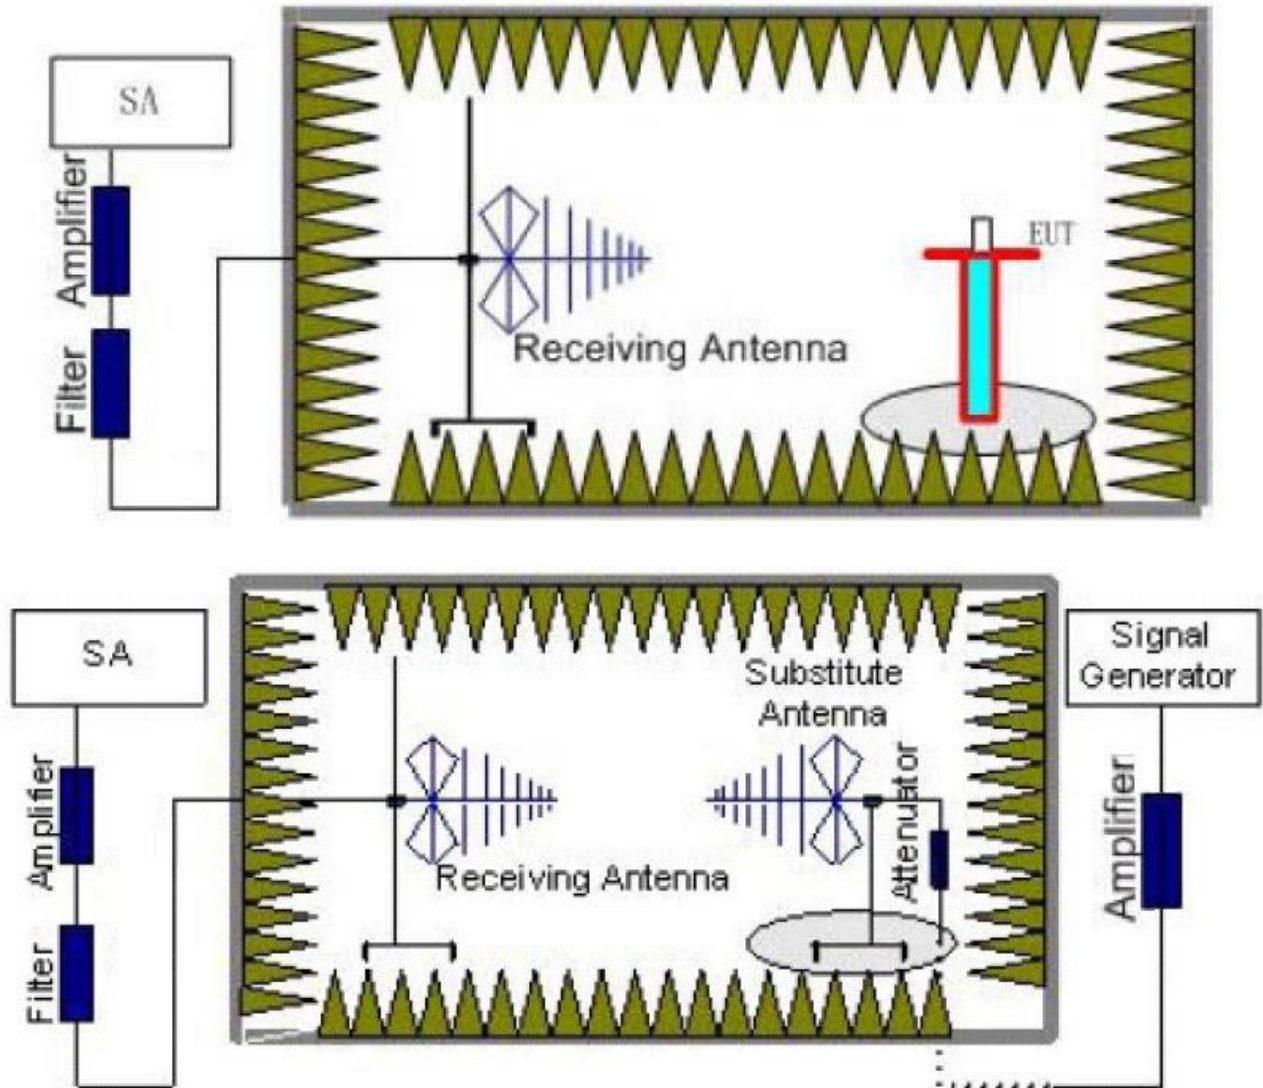 SA
Amplifier
Filter
EUT
Receiving Antenna
SA
Amplifier
Filter
Receiving Antenna
Substitute
Antenna
Attenuator
Signal
Generator
Amplifier